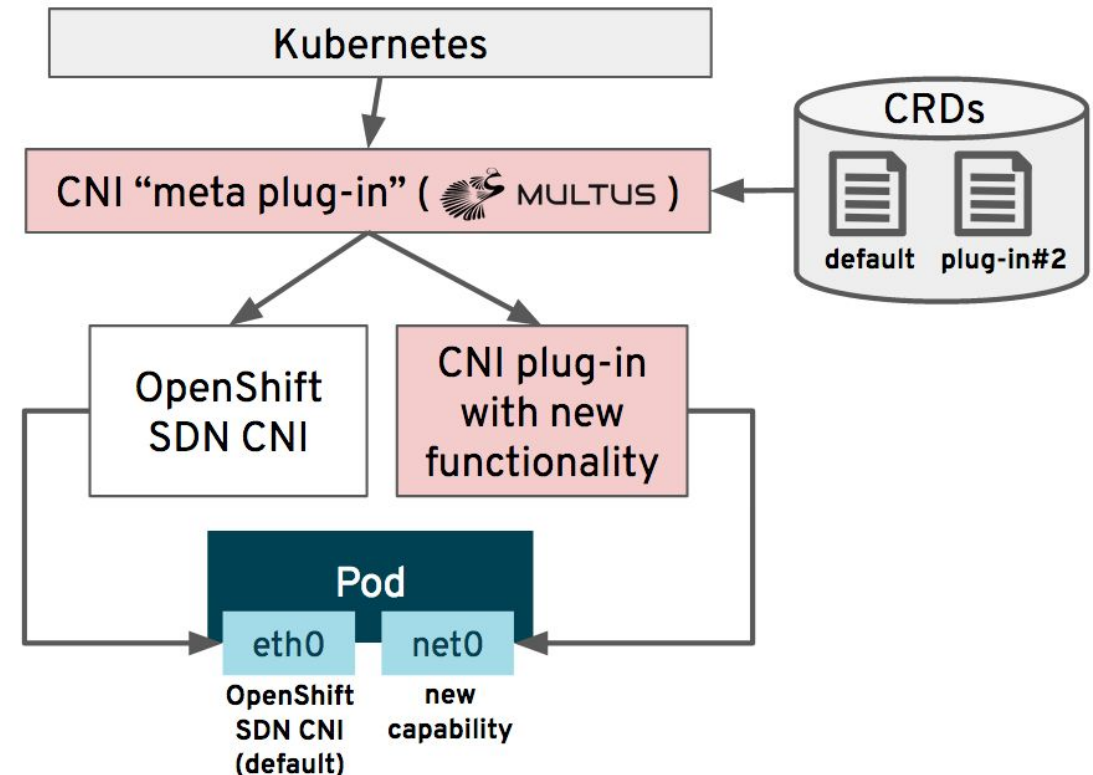 Kubernetes
CRDs
default
plug-in#2
CNI “meta plug-in” ( MULTUS )
OpenShift
SDN CNI
CNI plug-in
with new
functionality
Pod
eth0
net0
OpenShift
SDN CNI
(default)
new
capability